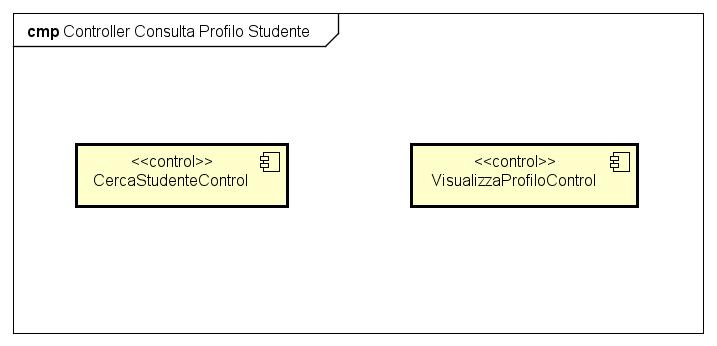 cmp Controller Consulta Profilo Studente
<<control>>
CercaStudenteControl
<<control>>
VisualizzaProfiloControl